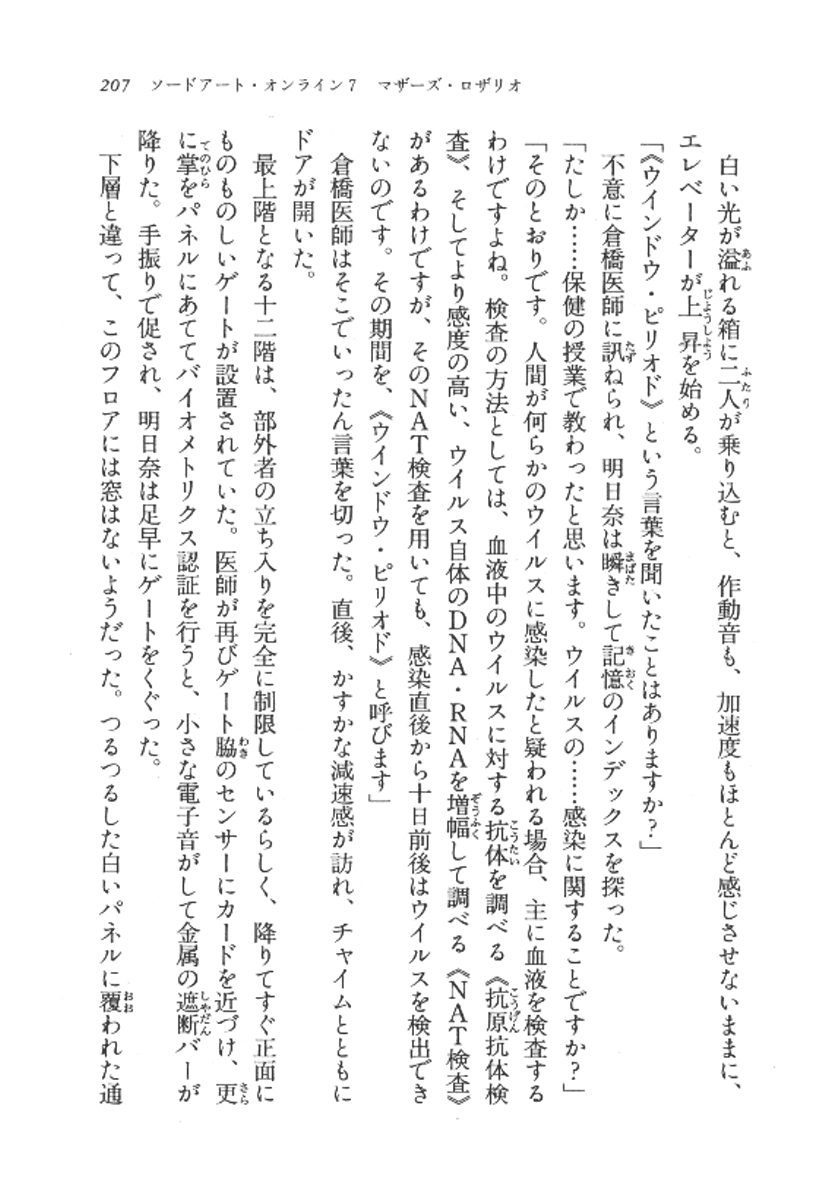 207　ソードアート・オンライン7　マザーズ・ロザリオ
　白い光が溢れる箱に二人が乗り込むと、作動音も、加速度もほとんど感じさせないままに、
エレベーターが上昇を始める。
「《ウインドウ・ピリオド》という言葉を聞いたことはありますか？」
　不意に倉橋医師に訊ねられ、明日奈は瞬きして記憶のインデックスを探った。
「たしか……保健の授業で教わったと思います。ウイルスの……感染に関することですか？」
「そのとおりです。人間が何らかのウイルスに感染したと疑われる場合、主に血液を検査する
わけですよね。検査の方法としては、血液中のウイルスに対する抗体を調べる《抗原抗体検
査》、そしてより感度の高い、ウイルス自体のDNA・RNAを増幅して調べる《NAT検査》
があるわけですが、そのNAT検査を用いても、感染直後から十日前後はウイルスを検出でき
ないのです。その期間を、《ウインドウ・ピリオド》と呼びます」
　倉橋医師はそこでいったん言葉を切った。直後、かすかな減速感が訪れ、チャイムとともに
ドアが開いた。
　最上階となる十二階は、部外者の立ち入りを完全に制限しているらしく、降りてすぐ正面に
ものものしいゲートが設置されていた。医師が再びゲート脇のセンサーにカードを近づけ、更
に掌をパネルにあててバイオメトリクス認証を行うと、小さな電子音がして金属の遮断バーが
降りた。手振りで促され、明日奈は足早にゲートをくぐった。
　下層と違って、このフロアには窓はないようだった。つるつるした白いパネルに覆われた通